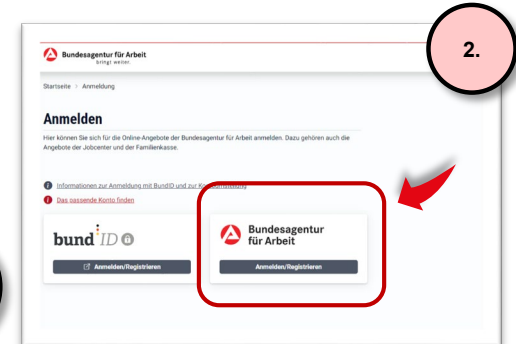 2.
Bundesagentur für Arbeit
bringt weiter.
Startseite Anmeldung
Anmelden
Hier können Sie sich für die Online-Angebote der Bundesagentur für Arbeit anmelden. Dazu gehören auch die
Angebote der Jobcenter und der Familienkasse.
Informationen zur Anmeldung mit BundID und zur
Das passende Konto finden
bundID
Anmelden/Registrieren
Bundesagentur
für Arbeit
Anmelden/Registrieren